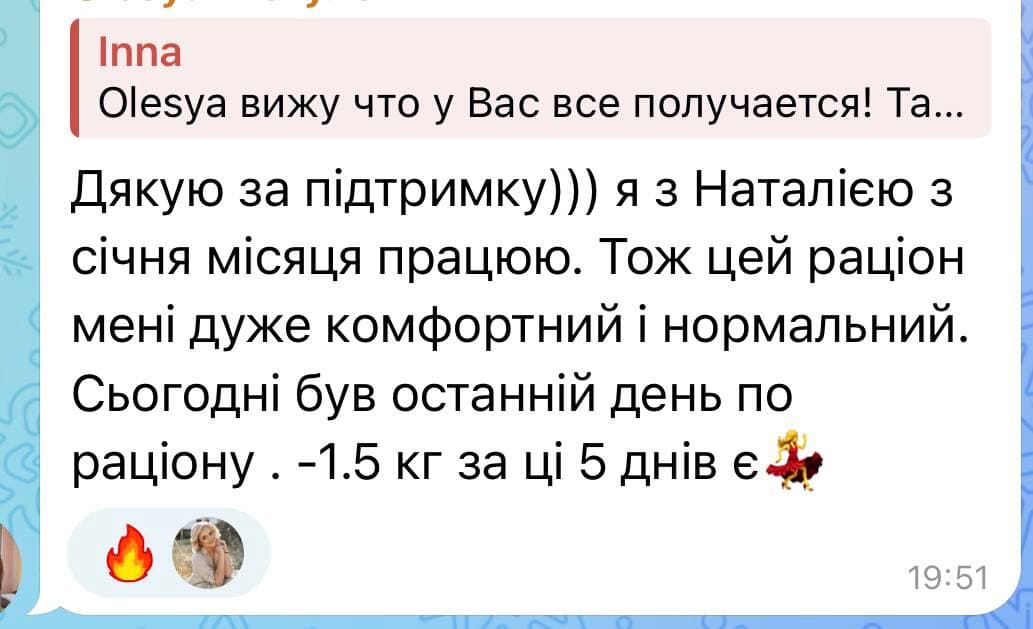 Inna
Olesya вижу что у Вас все получается! Та...
Дякую за підтримку))) я з Наталією з
січня місяця працюю. Тож цей раціон
мені дуже комфортний і нормальний.
Сьогодні був останній день по
раціону . -1.5 кг за ці 5 днів є💃
🔥
19:51